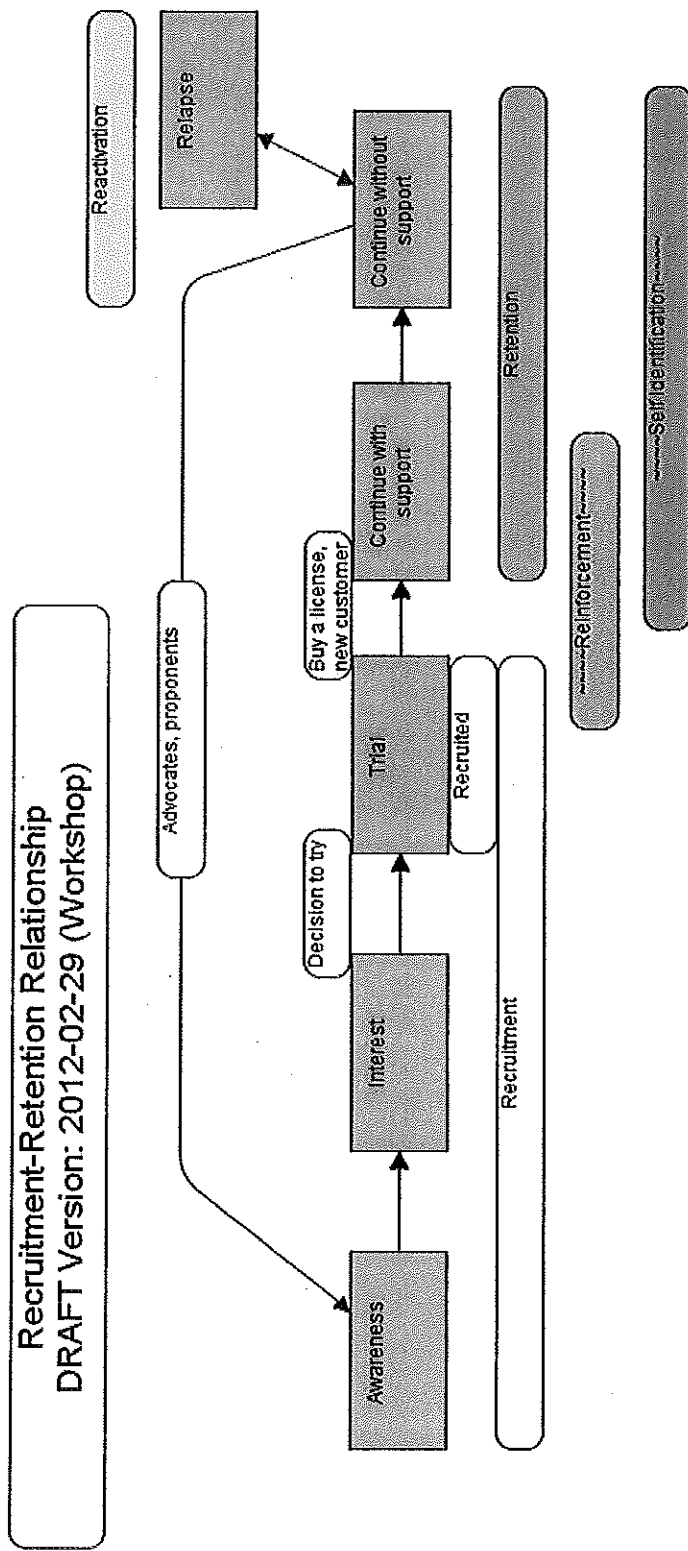 Recruitment-Retention Relationship
DRAFT Version: 2012-02-29 (Workshop)
Reactivation
Advocates, proponents
Relapse
Decision to try
Buy a license,
new customer
Awareness
Interest
Trial
Continue with
support
Continue without
support
Recruited
Recruitment
Retention
~~~~Reinforcement~~~~
~~~~Self Identification~~~~